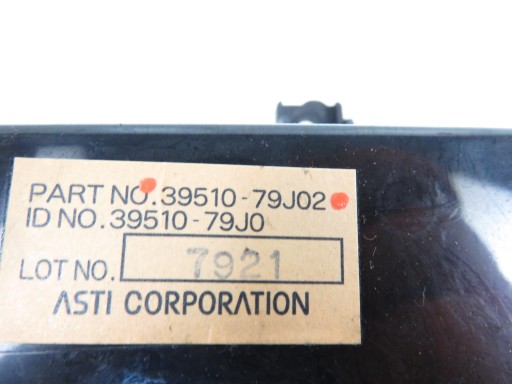 PART NO. 39510-79J02
ID NO. 39510-79J0
LOT NO. 7921
ASTI CORPORATION